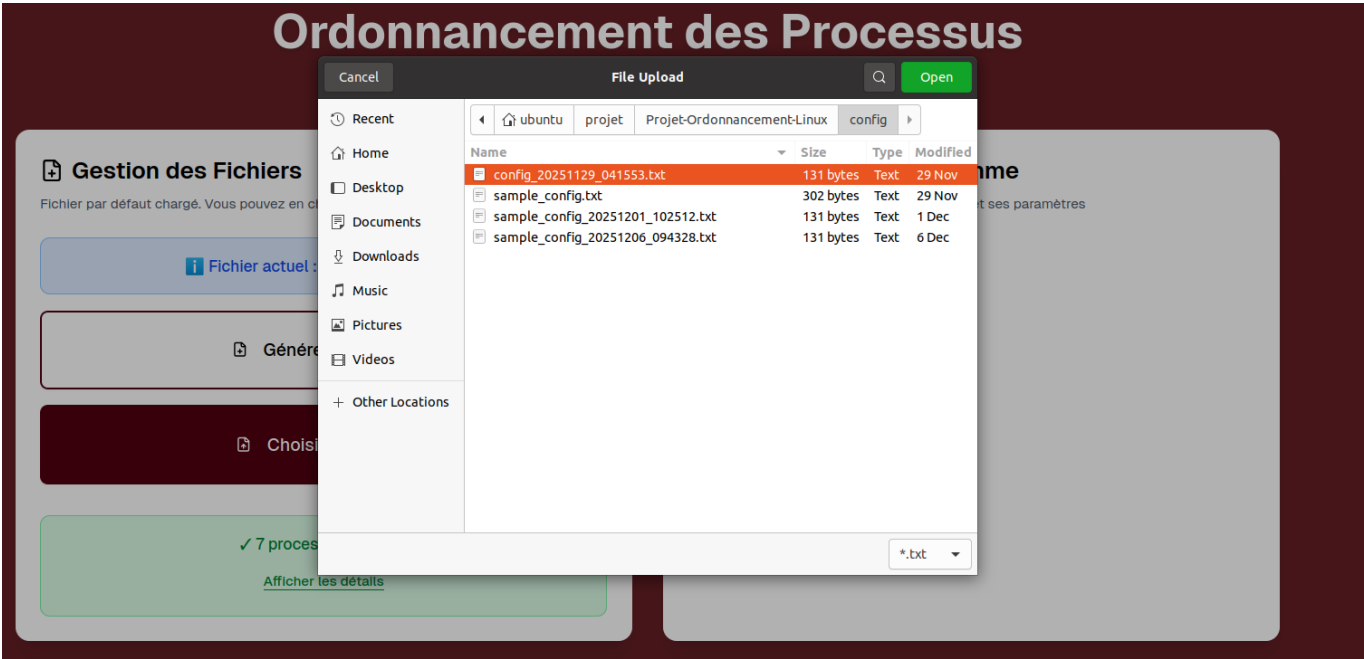 Ordonnancement des Processus
Cancel
File Upload
Open
Recent
Home
Desktop
Documents
Downloads
Music
Pictures
Videos
Other Locations
ubuntu projet Projet-Ordonnancement-Linux config
Name Size Type Modified
config_20251129_041553.txt 131 bytes Text 29 Nov
sample_config.txt 302 bytes Text 29 Nov
sample_config_20251201_102512.txt 131 bytes Text 1 Dec
sample_config_20251206_094328.txt 131 bytes Text 6 Dec
*.txt
Gestion des Fichiers
Fichier par défaut chargé. Vous pouvez en
Fichier actuel :
Génére
Choisi
✓ 7 proces
Afficher les détails
me
et ses paramètres